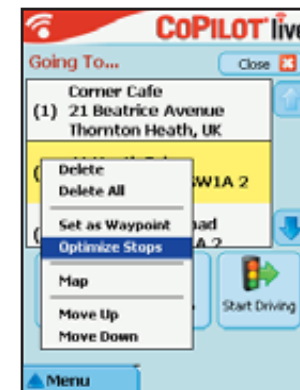 CoPILOT live
Going To...
Close
Corner Cafe
(1) 21 Beatrice Avenue
Thornton Heath, UK
SW1A 2
Delete
Delete All
Set as Waypoint
Optimize Stops
Map
Move Up
Move Down
Start Driving
Menu